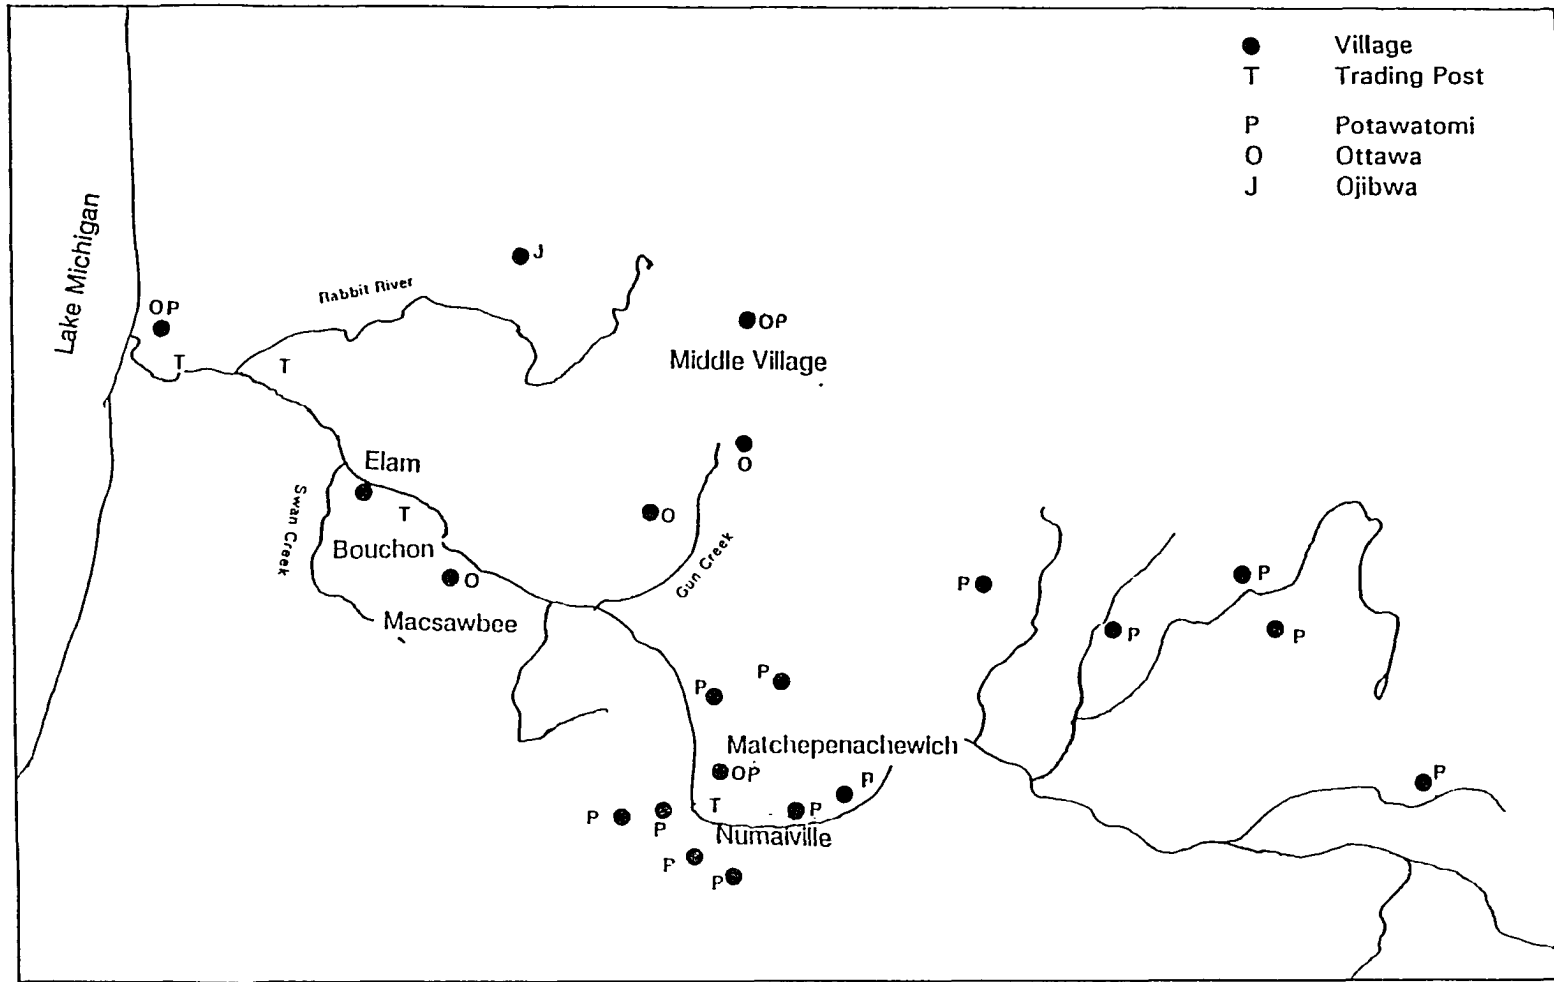 ● Village
T Trading Post
P Potawatomi
O Ottawa
J Ojibwa
Lake Michigan
J
Rabbit River
OP
OP
T
T
Middle Village
Elam
O
Swan Creek
T
O
Bouchon
Gun Creek
O
P
P
Macsawbee
P
P
P
P
Matchepenachewich
OP
P
P
T
P
P
P
Numaiville
P
P